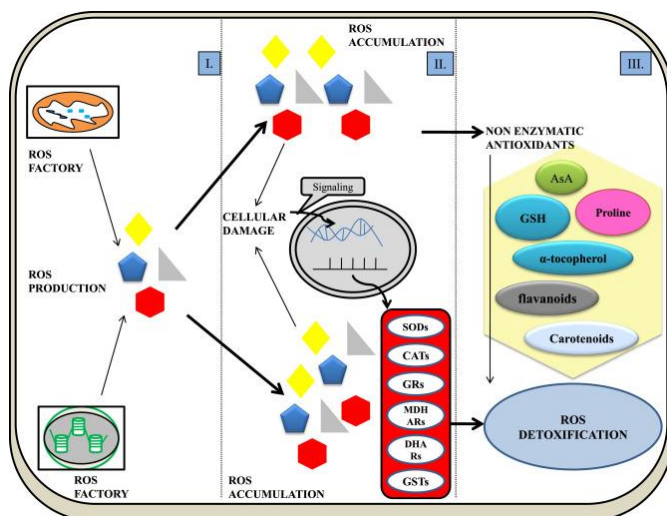 I.
ROS
FACTORY
ROS
PRODUCTION
ROS
FACTORY
ROS
ACCUMULATION
II.
Signaling
CELLULAR
DAMAGE
SODs
CATs
GRs
MDH
ARs
DHA
Rs
GSTs
ROS
ACCUMULATION
III.
NON ENZYMATIC
ANTIOXIDANTS
AsA
GSH
Proline
α-tocopherol
flavanoids
Carotenoids
ROS
DETOXIFICATION